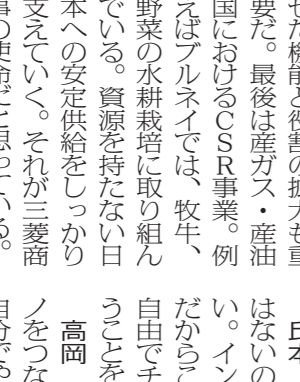 せた機能と役割の拡大も重
要だ。最後は産ガス・産油
国におけるCSR事業。例
えばブルネイでは、牧牛、
野菜の水耕栽培に取り組ん
でいる。資源を持たない日
本への安定供給をしっかり
支えていく。それが三菱商
事の使命だと思っている。
はないの
い。イン
だからこ
自由でチ
うことを
高岡
ノをつな
自分でや